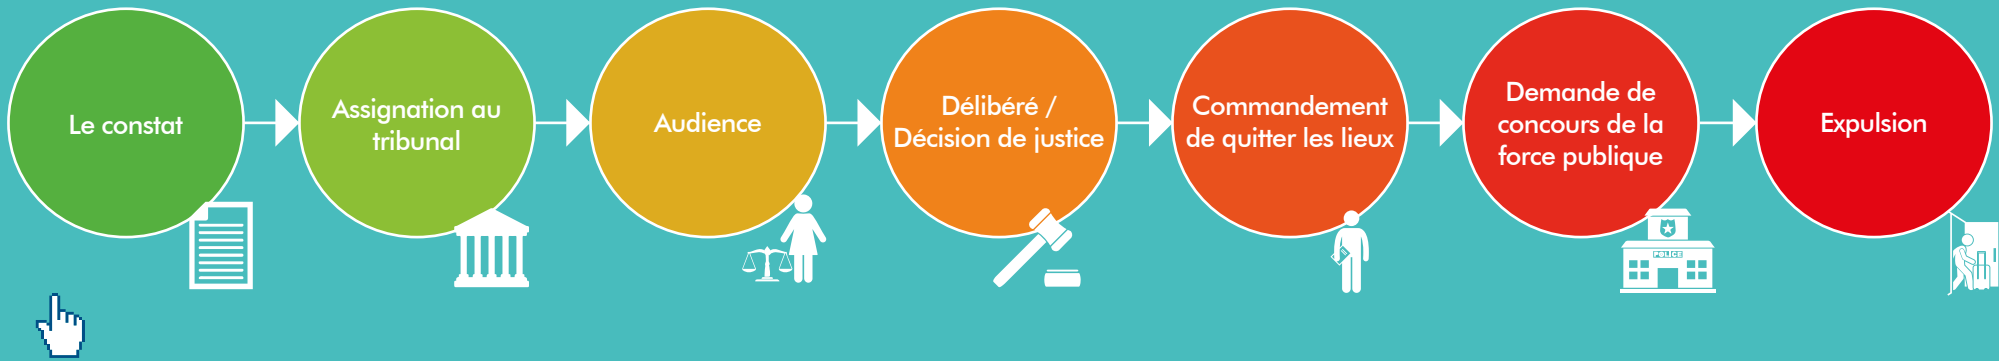 Le constat
Assignation au
tribunal
Audience
Délibéré /
Décision de justice
Commandement
de quitter les lieux
Demande de
concours de la
force publique
Expulsion
POLICE